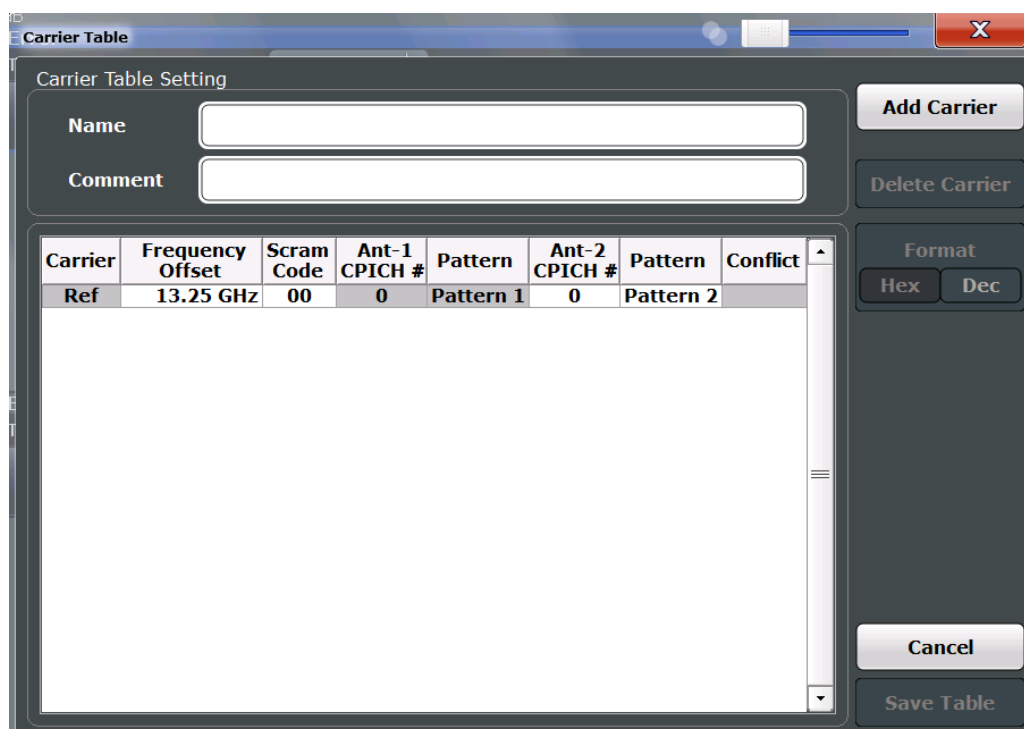 Carrier Table
X
Carrier Table Setting
Name
Comment
Add Carrier
Delete Carrier
Format
Hex Dec
Carrier Frequency Offset Scram Code Ant-1 CPICH # Pattern Ant-2 CPICH # Pattern Conflict
Ref 13.25 GHz 00 0 Pattern 1 0 Pattern 2
Cancel
Save Table